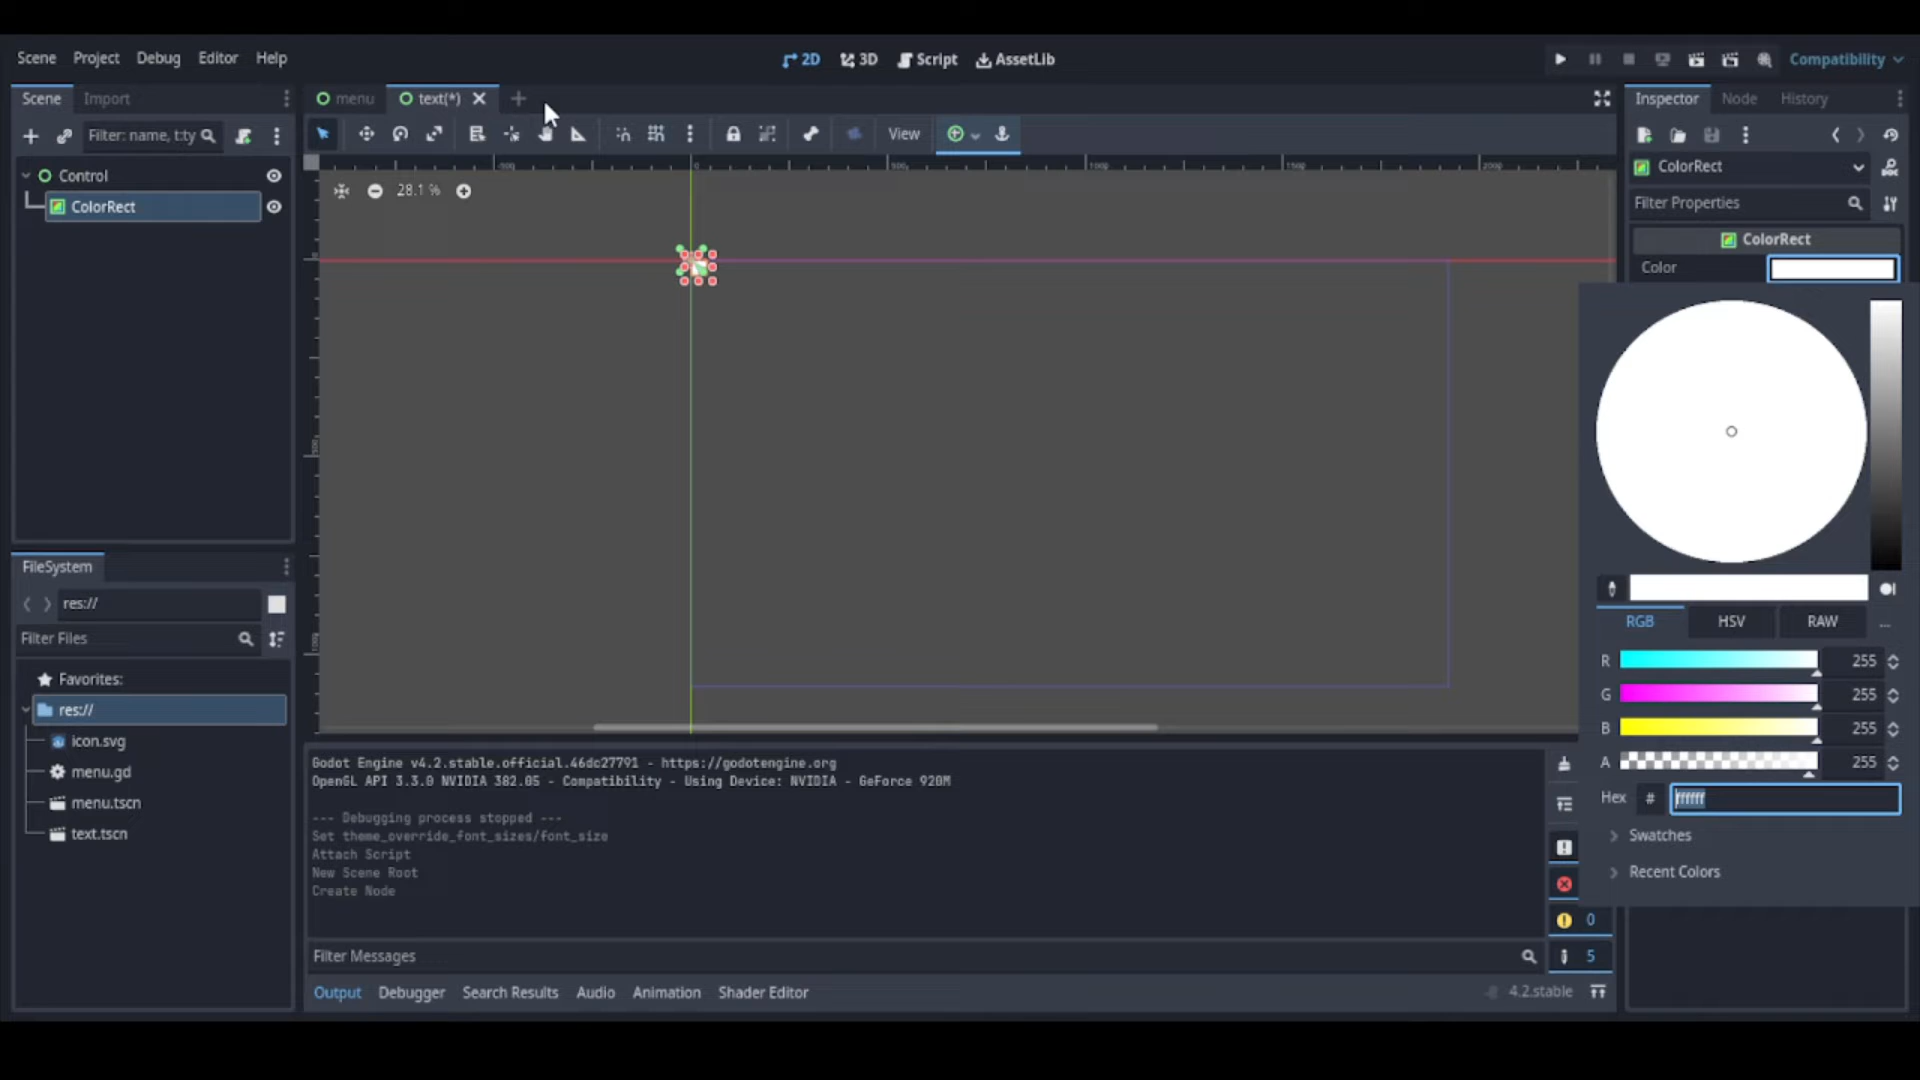 Scene Project Debug Editor Help
2D 3D Script AssetLib
Compatibility
Scene Import
menu text(*)
Inspector Node History
Filter: name, t:ty
View
Control
ColorRect
28.1 %
ColorRect
Filter Properties
ColorRect
Color
RGB HSV RAW ...
R 255
G 255
B 255
A 255
Hex # ffffff
Swatches
Recent Colors
FileSystem
res://
Filter Files
Favorites:
res://
icon.svg
menu.gd
menu.tscn
text.tscn
Godot Engine v4.2.stable.official.46dc27791 - https://godotengine.org
OpenGL API 3.3.0 NVIDIA 382.05 - Compatibility - Using Device: NVIDIA - GeForce 920M
--- Debugging process stopped ---
Set theme_override_font_sizes/font_size
Attach Script
New Scene Root
Create Node
0
Filter Messages
5
Output Debugger Search Results Audio Animation Shader Editor
4.2.stable